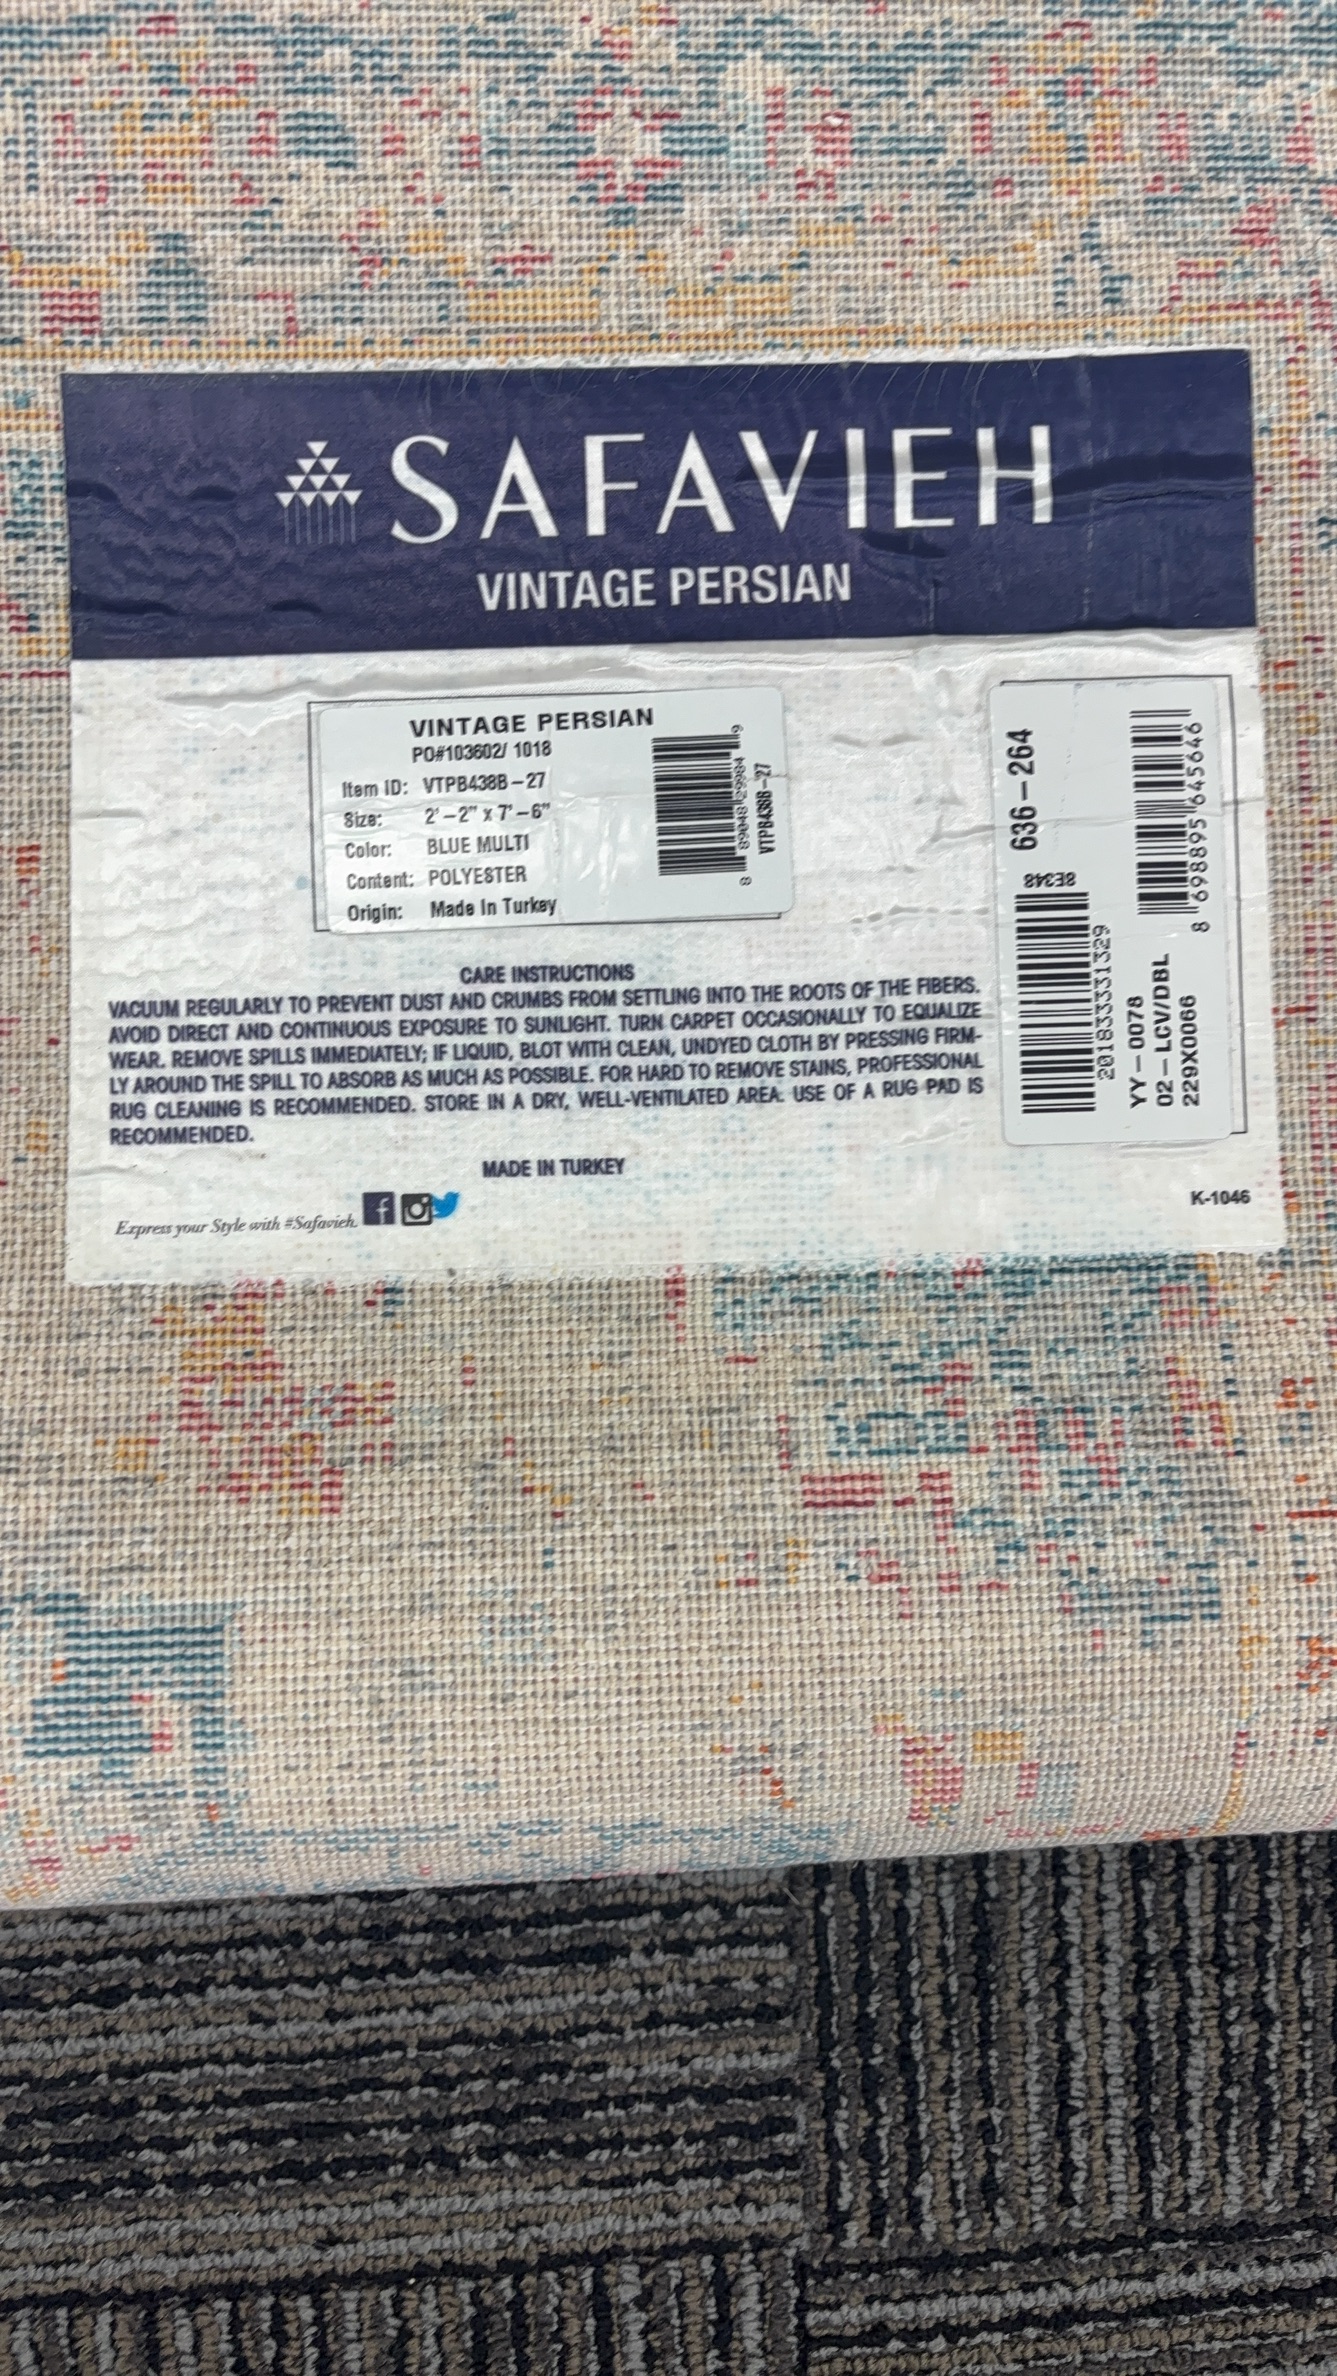 SAFAVIEH
VINTAGE PERSIAN
VINTAGE PERSIAN
PO#103602/ 1018
Item ID: VTPB438B-27
Size: 2'-2" x 7'-6"
Color: BLUE MULTI
Content: POLYESTER
Origin: Made In Turkey
8 89048 29984 9
VTPB438B-27
636-264
8E348
201833331329
8 698895 645646
YY-0078
02-LCV/DBL
229X0066
CARE INSTRUCTIONS
VACUUM REGULARLY TO PREVENT DUST AND CRUMBS FROM SETTLING INTO THE ROOTS OF THE FIBERS.
AVOID DIRECT AND CONTINUOUS EXPOSURE TO SUNLIGHT. TURN CARPET OCCASIONALLY TO EQUALIZE
WEAR. REMOVE SPILLS IMMEDIATELY; IF LIQUID, BLOT WITH CLEAN, UNDYED CLOTH BY PRESSING FIRM-
LY AROUND THE SPILL TO ABSORB AS MUCH AS POSSIBLE. FOR HARD TO REMOVE STAINS, PROFESSIONAL
RUG CLEANING IS RECOMMENDED. STORE IN A DRY, WELL-VENTILATED AREA. USE OF A RUG PAD IS
RECOMMENDED.
MADE IN TURKEY
Express your Style with #Safavieh.
K-1046